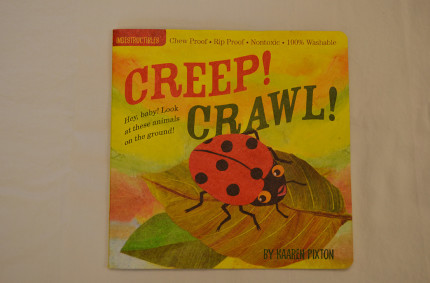 INDESTRUCTIBLES Chew Proof • Rip Proof • Nontoxic • 100% Washable
CREEP!
CRAWL!
Hey, baby! Look
at these animals
on the ground!
BY KAAREN PIXTON